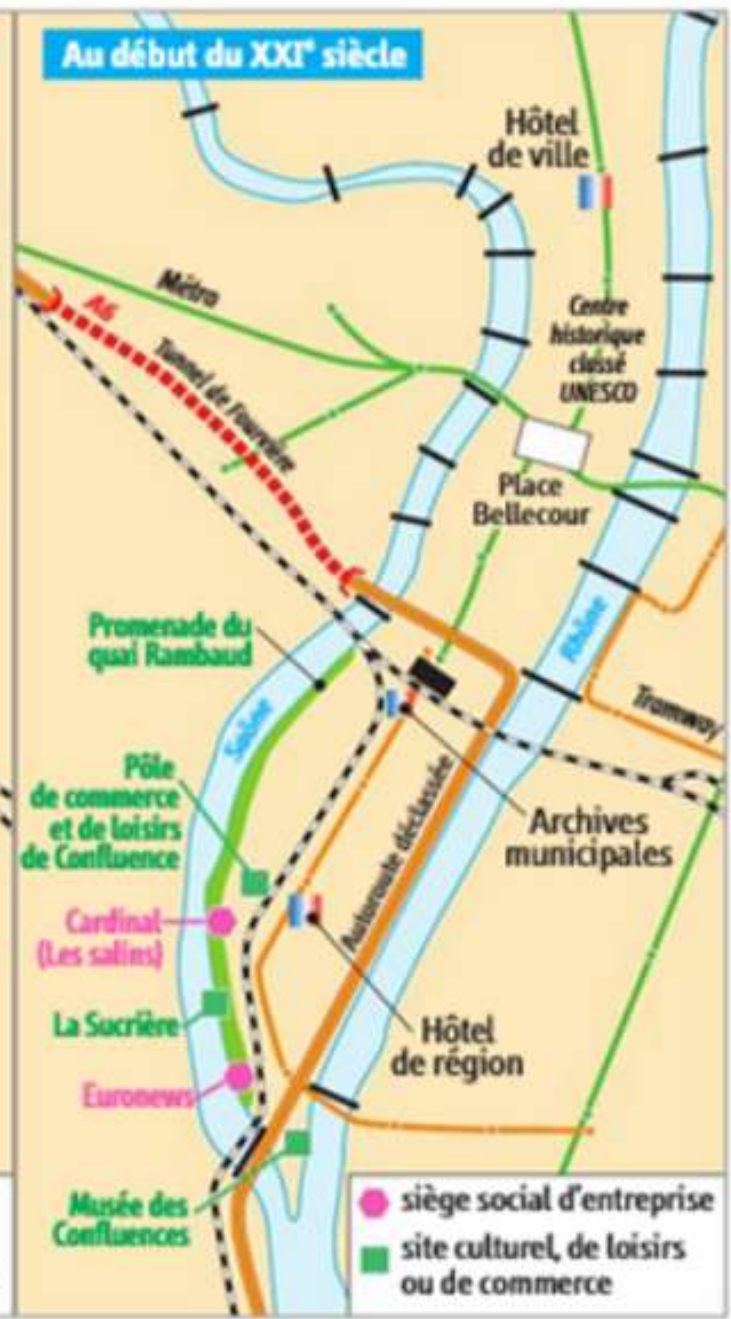 Au début du XXIe siècle
Hôtel
de ville
Métro
A6
Tunnel de Fourvière
Centre
historique
classé
UNESCO
Place
Bellecour
Promenade du
quai Rambaud
Rhône
Saône
Tramway
Pôle
de commerce
et de loisirs
de Confluence
Autoroute déclassée
Archives
municipales
Cardinal
(Les salins)
La Sucrière
Hôtel
de région
Euronews
Musée des
Confluences
siège social d'entreprise
site culturel, de loisirs
ou de commerce